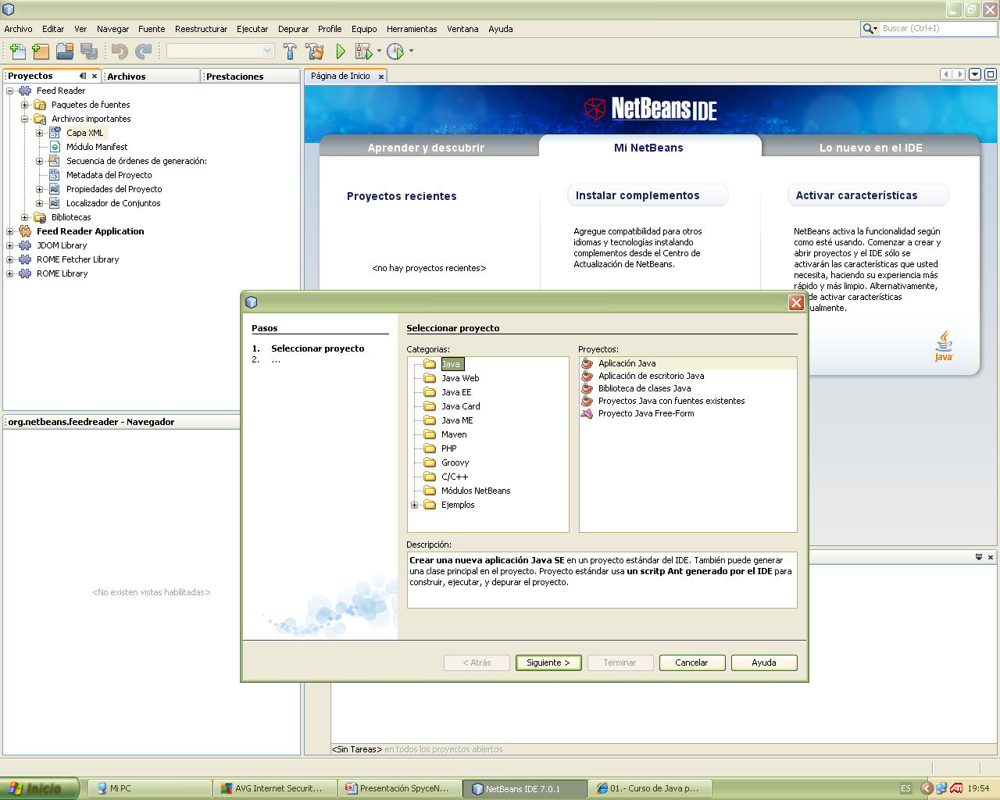 Archivo Editar Ver Navegar Fuente Reestructurar Ejecutar Depurar Profile Equipo Herramientas Ventana Ayuda
Buscar (Ctrl+I)
Proyectos
Archivos
Prestaciones
Página de Inicio
Feed Reader
Paquetes de fuentes
Archivos importantes
Capa XML
Módulo Manifest
Secuencia de órdenes de generación:
Metadata del Proyecto
Propiedades del Proyecto
Localizador de Conjuntos
Bibliotecas
Feed Reader Application
JDOM Library
ROME Fetcher Library
ROME Library
NetBeans IDE
Aprender y descubrir
Mi NetBeans
Lo nuevo en el IDE
Proyectos recientes
<no hay proyectos recientes>
Instalar complementos
Agregue compatibilidad para otros
idiomas y tecnologías instalando
complementos desde el Centro de
Actualización de NetBeans.
Activar características
NetBeans activa la funcionalidad según
como esté usando. Comenzar a crear y
abrir proyectos y el IDE sólo se
activarán las características que usted
necesita, haciendo su experiencia más
rápido y más limpio. Alternativamente,
de activar características
ualmente.
Java
org.netbeans.feedreader - Navegador
<No existen vistas habilitadas>
Pasos
1. Seleccionar proyecto
2. ...
Seleccionar proyecto
Categorias:
Java
Java Web
Java EE
Java Card
Java ME
Maven
PHP
Groovy
C/C++
Módulos NetBeans
Ejemplos
Proyectos:
Aplicación Java
Aplicación de escritorio Java
Biblioteca de clases Java
Proyectos Java con fuentes existentes
Proyecto Java Free-Form
Descripción:
Crear una nueva aplicación Java SE en un proyecto estándar del IDE. También puede generar
una clase principal en el proyecto. Proyecto estándar usa un scritp Ant generado por el IDE para
construir, ejecutar, y depurar el proyecto.
< Atrás
Siguiente >
Terminar
Cancelar
Ayuda
<Sin Tareas> en todos los proyectos abiertos
Inicio
Mi PC
AVG Internet Securit...
Presentación SpyceN...
NetBeans IDE 7.0.1
01.- Curso de Java p...
ES
19:54